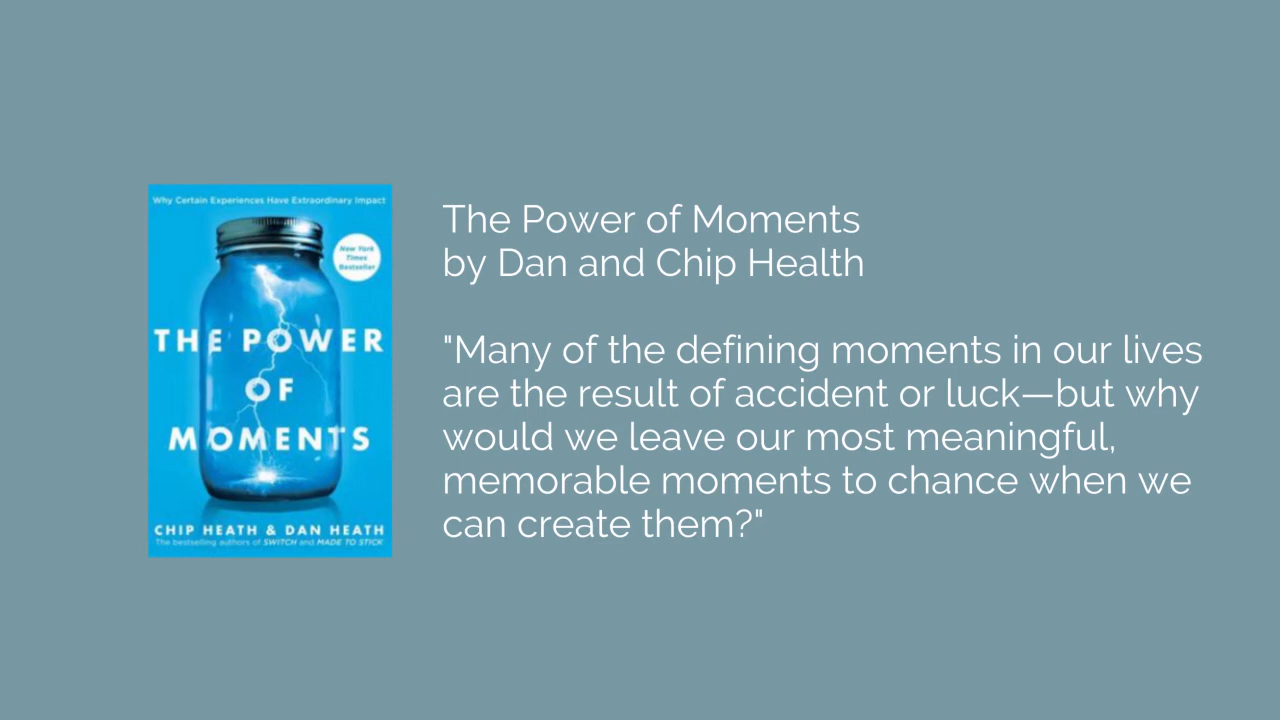 Why Certain Experiences Have Extraordinary Impact
New York
Times
Bestseller
THE POWER
OF
MOMENTS
CHIP HEATH & DAN HEATH
The bestselling authors of SWITCH and MADE TO STICK
The Power of Moments
by Dan and Chip Health
"Many of the defining moments in our lives
are the result of accident or luck—but why
would we leave our most meaningful,
memorable moments to chance when we
can create them?"